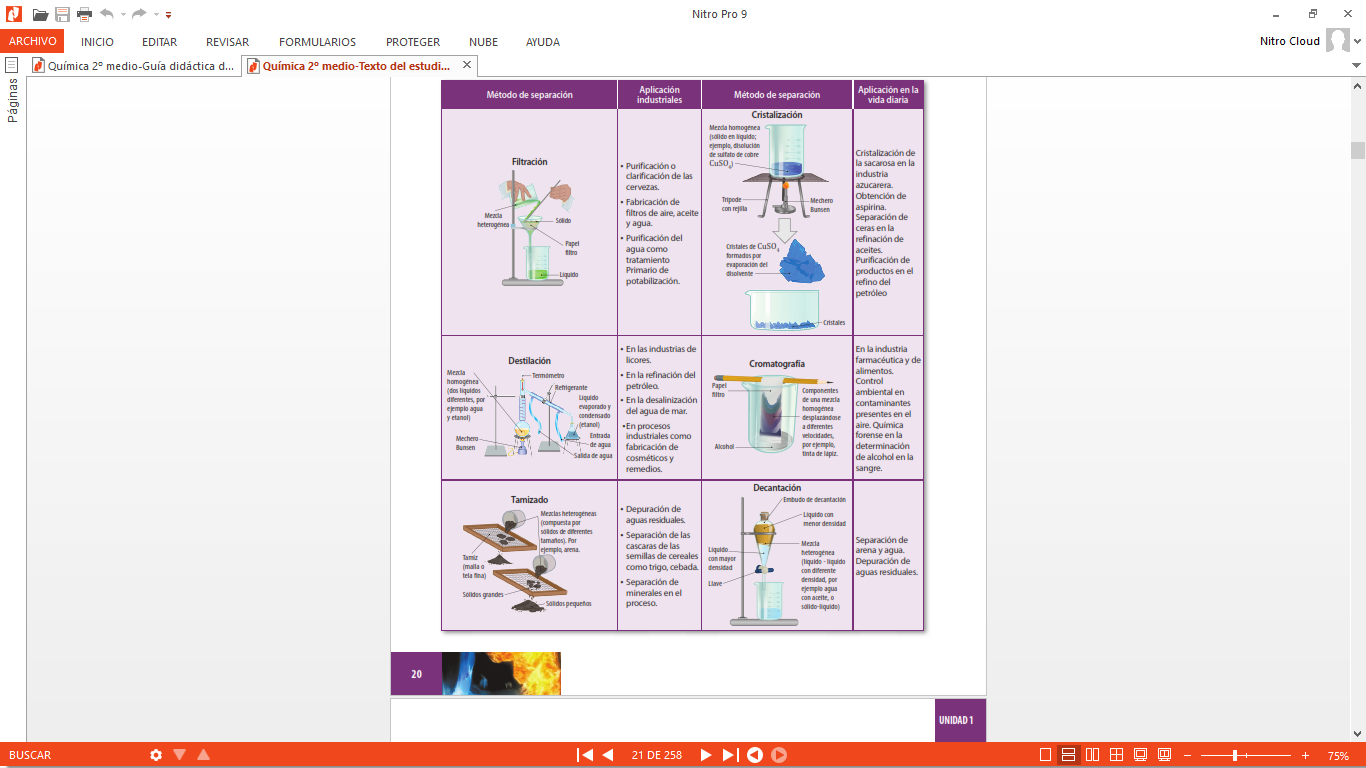 Nitro Pro 9
ARCHIVO
INICIO
EDITAR
REVISAR
FORMULARIOS
PROTEGER
NUBE
AYUDA
Nitro Cloud
Química 2º medio-Guía didáctica d...
Química 2º medio-Texto del estudi...
Páginas
Método de separación
Aplicación
industriales
Método de separación
Aplicación en la
vida diaria
Filtración
Mezcla
heterogénea
Sólido
Papel
filtro
Líquido
• Purificación o
clarificación de las
cervezas.
• Fabricación de
filtros de aire, aceite
y agua.
• Purificación del
agua como
tratamiento
Primario de
potabilización.
Cristalización
Mezcla homogénea
(sólido en líquido;
ejemplo, disolución
de sulfato de cobre
CuSO4)
Trípode
con rejilla
Mechero
Bunsen
Cristales de CuSO4
formados por
evaporación del
disolvente
Cristales
Cristalización de
la sacarosa en la
industria
azucarera.
Obtención de
aspirina.
Separación de
ceras en la
refinación de
aceites.
Purificación de
productos en el
refino del
petróleo
Destilación
Mezcla
homogénea
(dos líquidos
diferentes, por
ejemplo agua
y etanol)
Termómetro
Refrigerante
Líquido
evaporado y
condensado
(etanol)
Mechero
Bunsen
Entrada
de agua
Salida de agua
• En las industrias de
licores.
• En la refinación del
petróleo.
• En la desalinización
del agua de mar.
•En procesos
industriales como
fabricación de
cosméticos y
remedios.
Cromatografía
Papel
filtro
Componentes
de una mezcla
homogénea
desplazándose
a diferentes
velocidades,
por ejemplo,
tinta de lápiz.
Alcohol
En la industria
farmacéutica y de
alimentos.
Control
ambiental en
contaminantes
presentes en el
aire. Química
forense en la
determinación
de alcohol en la
sangre.
Tamizado
Mezclas heterogéneas
(compuesta por
sólidos de diferentes
tamaños). Por
ejemplo, arena.
Tamiz
(malla o
tela fina)
Sólidos grandes
Sólidos pequeños
• Depuración de
aguas residuales.
• Separación de las
cascaras de las
semillas de cereales
como trigo, cebada.
• Separación de
minerales en el
proceso.
Decantación
Embudo de decantación
Líquido con
menor densidad
Líquido
con mayor
densidad
Llave
Mezcla
heterogénea
(líquido - líquido
con diferente
densidad, por
ejemplo agua
con aceite, o
sólido-líquido)
Separación de
arena y agua.
Depuración de
aguas residuales.
20
UNIDAD 1
BUSCAR
21 DE 258
75%